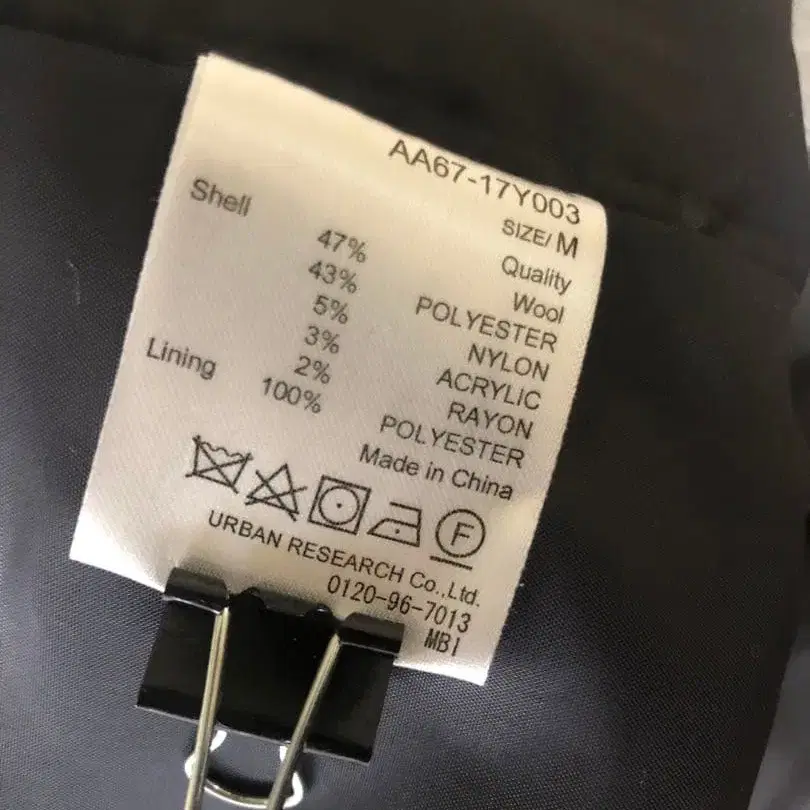 AA67-17Y003
SIZE/ M
Quality
Shell 47% Wool
43% POLYESTER
5% NYLON
3% ACRYLIC
2% RAYON
Lining 100% POLYESTER
Made in China
F
URBAN RESEARCH Co.,Ltd.
0120-96-7013
MBI